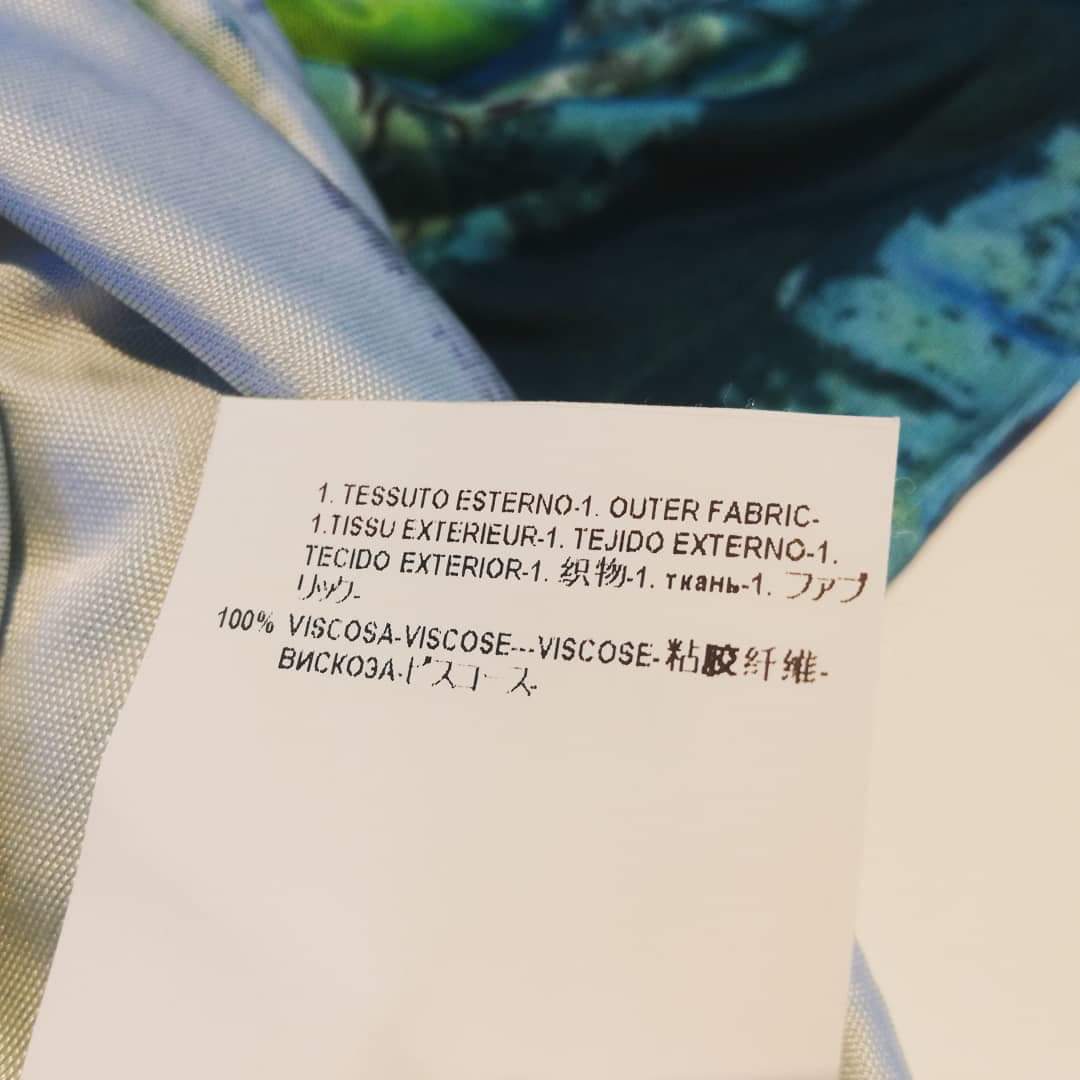 1. TESSUTO ESTERNO-1. OUTER FABRIC-
1.TISSU EXTERIEUR-1. TEJIDO EXTERNO-1.
TECIDO EXTERIOR-1. 织物-1. ткань-1. ファブ
リック-
100% VISCOSA-VISCOSE---VISCOSE-粘胶纤维-
ВИСКОЗА-ビスコース-